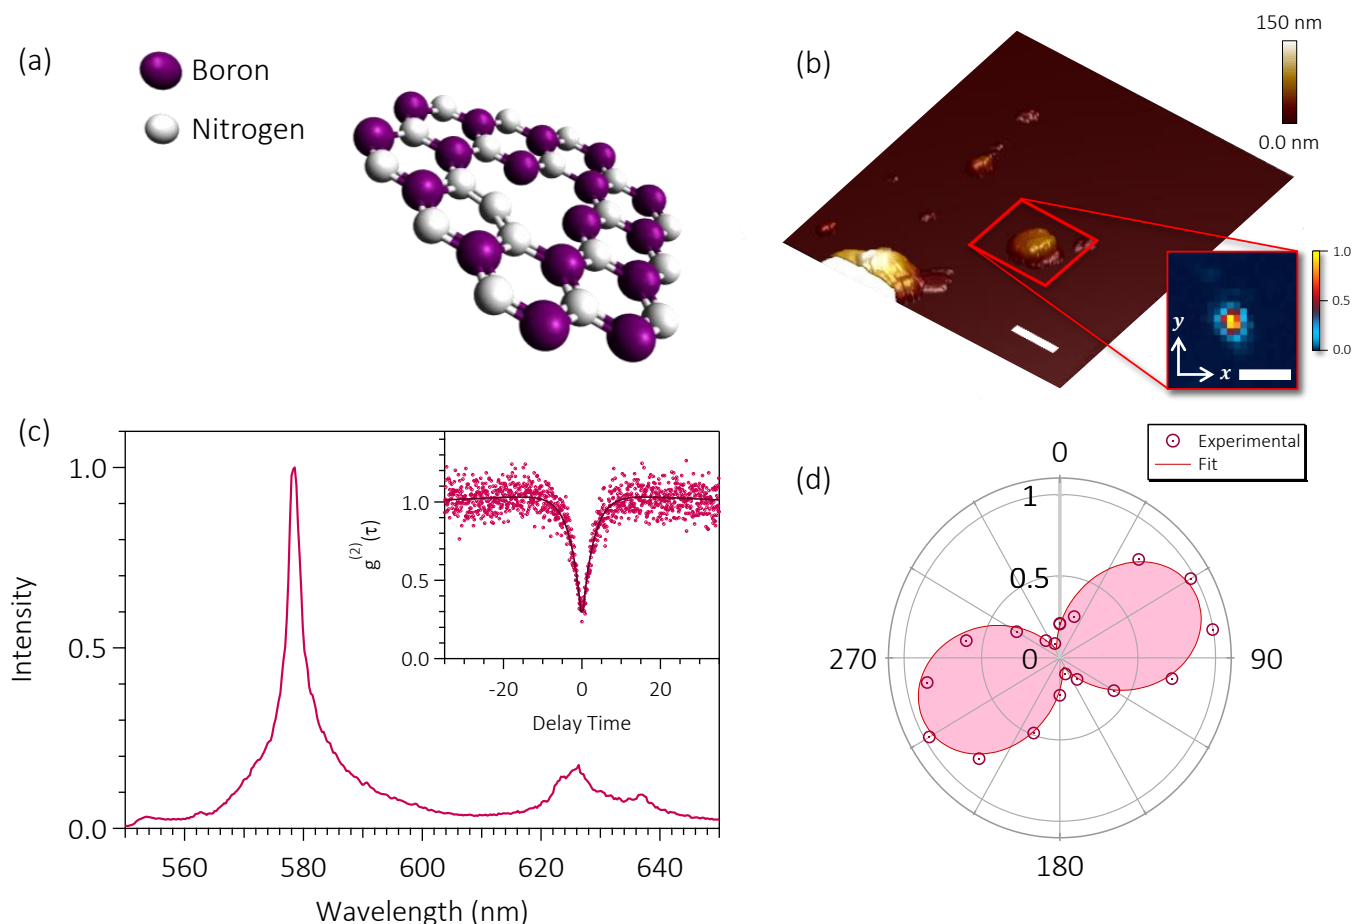 (a)
Boron
Nitrogen
(b)
150 nm
0.0 nm
1.0
0.5
0.0
y
x
(c)
1.0
0.5
0.0
Intensity
560
580
600
620
640
Wavelength (nm)
1.0
0.5
0.0
g(2)(τ)
-20
0
20
Delay Time
(d)
Experimental
Fit
0
1
0.5
0
90
180
270